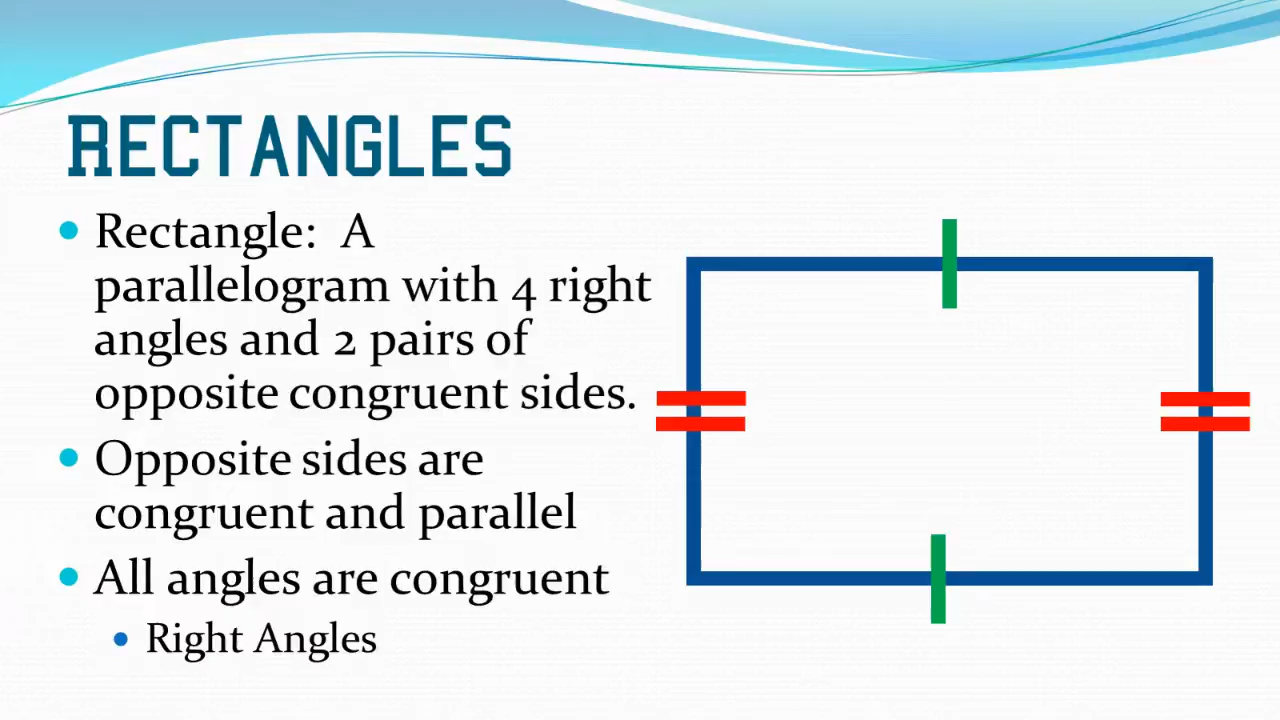 RECTANGLES
• Rectangle: A
parallelogram with 4 right
angles and 2 pairs of
opposite congruent sides.
• Opposite sides are
congruent and parallel
• All angles are congruent
• Right Angles